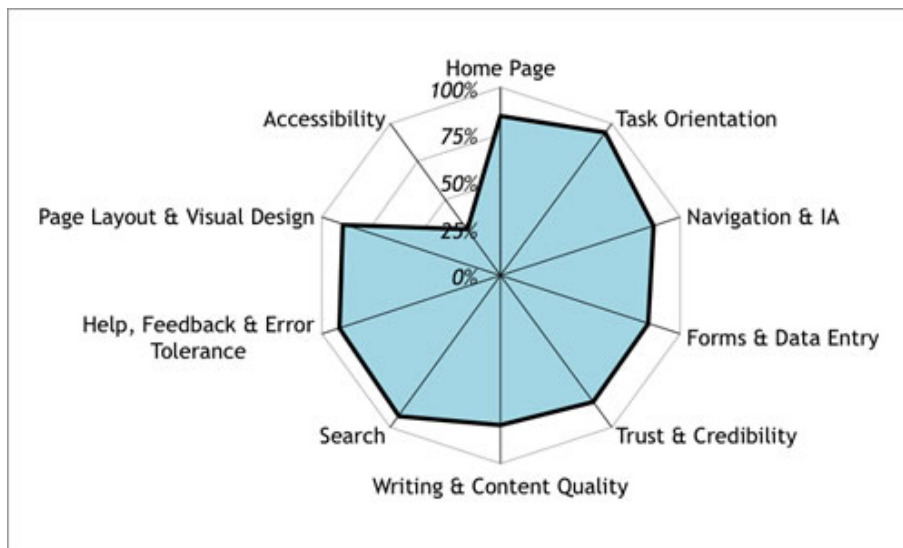 Home Page
100%
Accessibility
Task Orientation
75%
50%
Page Layout & Visual Design
Navigation & IA
25%
0%
Help, Feedback & Error
Tolerance
Forms & Data Entry
Search
Trust & Credibility
Writing & Content Quality